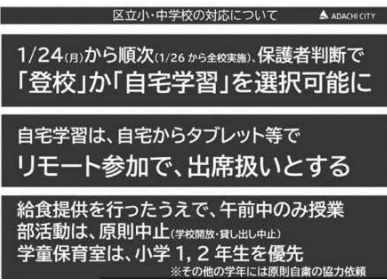 区立小・中学校の対応について ADACHI CITY
1/24(月)から順次(1/26から全校実施)、保護者判断で
「登校」か「自宅学習」を選択可能に
自宅学習は、自宅からタブレット等で
リモート参加で、出席扱いとする
給食提供を行ったうえで、午前中のみ授業
部活動は、原則中止(学校開放・貸し出し中止)
学童保育室は、小学1,2年生を優先
※その他の学年には原則自粛の協力依頼